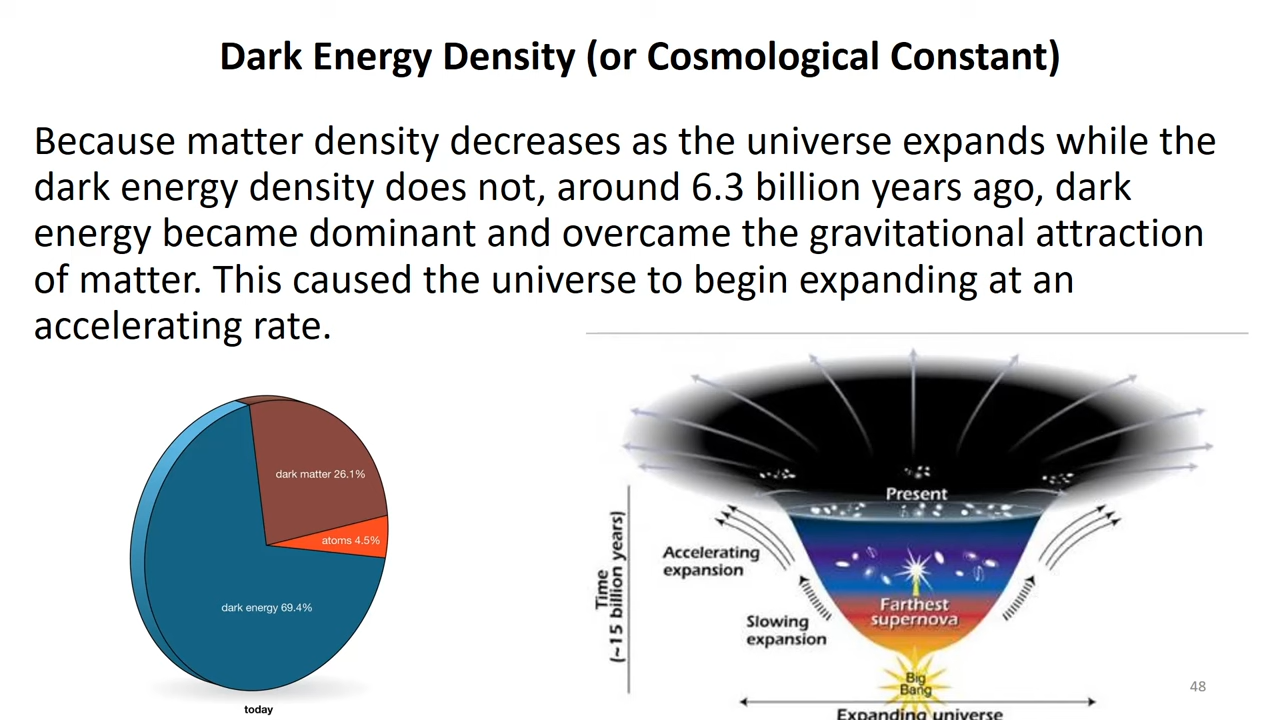 Dark Energy Density (or Cosmological Constant)
Because matter density decreases as the universe expands while the
dark energy density does not, around 6.3 billion years ago, dark
energy became dominant and overcame the gravitational attraction
of matter. This caused the universe to begin expanding at an
accelerating rate.
dark matter 26.1%
atoms 4.5%
dark energy 69.4%
today
Present
Accelerating
expansion
Farthest
supernova
Slowing
expansion
Time
(~15 billion years)
Big
Bang
Expanding universe
48